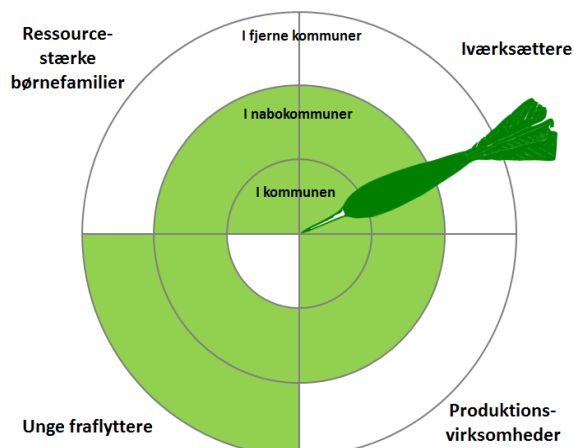 Ressource-
stærke
børnefamilier
I fjerne kommuner
Iværksættere
I nabokommuner
I kommunen
Unge fraflyttere
Produktions-
virksomheder